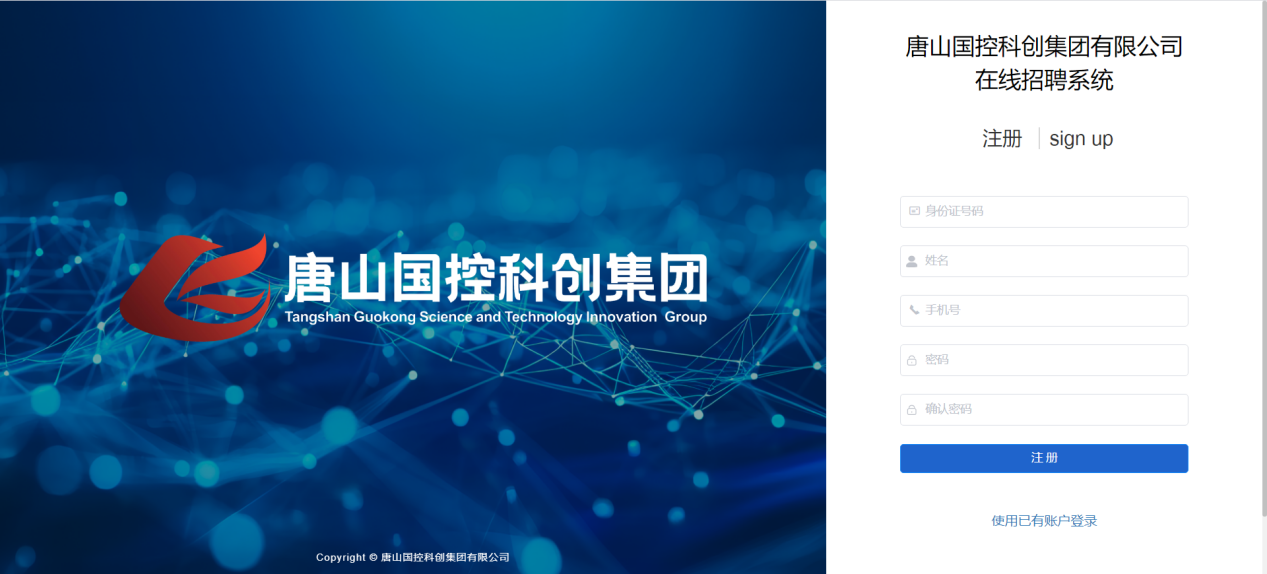 唐山国控科创集团
Tangshan Guokong Science and Technology Innovation Group
Copyright © 唐山国控科创集团有限公司
唐山国控科创集团有限公司
在线招聘系统
注册 | sign up
身份证号码
姓名
手机号
密码
确认密码
注 册
使用已有账户登录